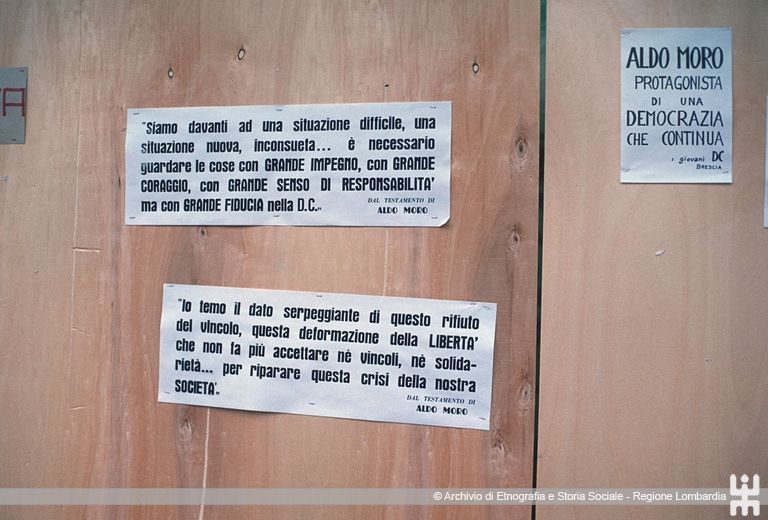 TA
"Siamo davanti ad una situazione difficile, una
situazione nuova, inconsueta... è necessario
guardare le cose con GRANDE IMPEGNO, con GRANDE
CORAGGIO, con GRANDE SENSO DI RESPONSABILITA'
ma con GRANDE FIDUCIA nella D.C."
DAL TESTAMENTO DI
ALDO MORO
"Io temo il dato serpeggiante di questo rifiuto
del vincolo, questa deformazione della LIBERTA'
che non fa più accettare nè vincoli, nè solida-
rietà... per riparare questa crisi della nostra
SOCIETA'"
DAL TESTAMENTO DI
ALDO MORO
ALDO MORO
PROTAGONISTA
DI UNA
DEMOCRAZIA
CHE CONTINUA
i giovani DC
BRESCIA
© Archivio di Etnografia e Storia Sociale - Regione Lombardia